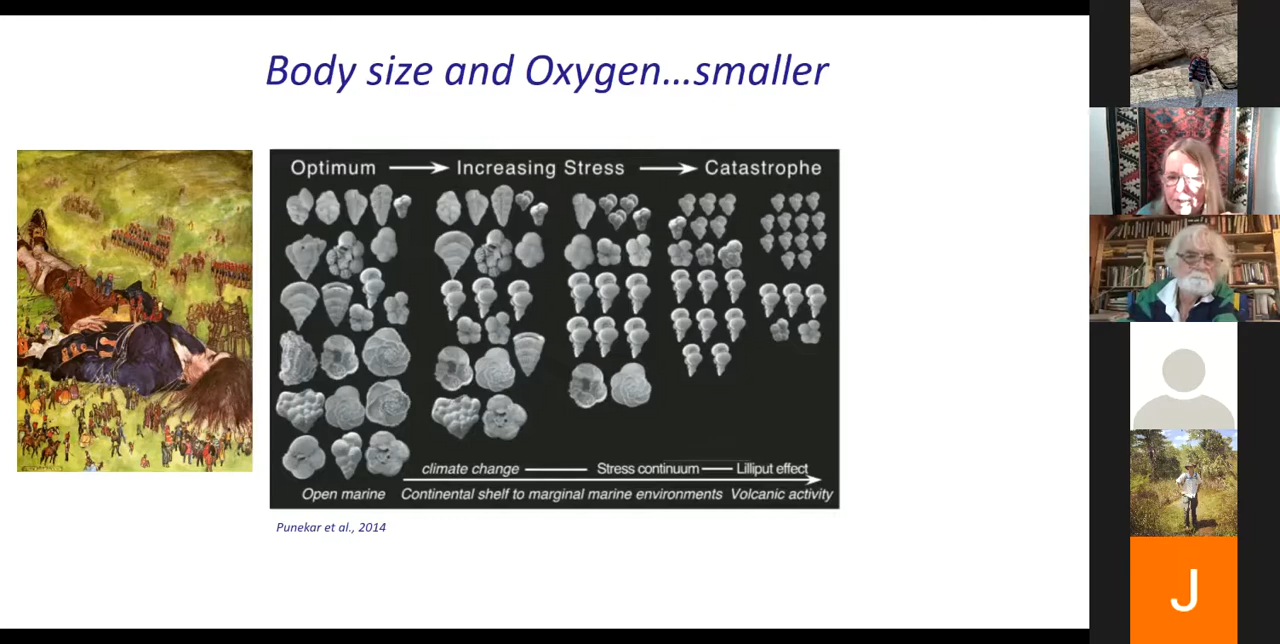 Body size and Oxygen...smaller
Optimum Increasing Stress Catastrophe
climate change Stress continuum Lilliput effect
Open marine Continental shelf to marginal marine environments Volcanic activity
Punekar et al., 2014
J